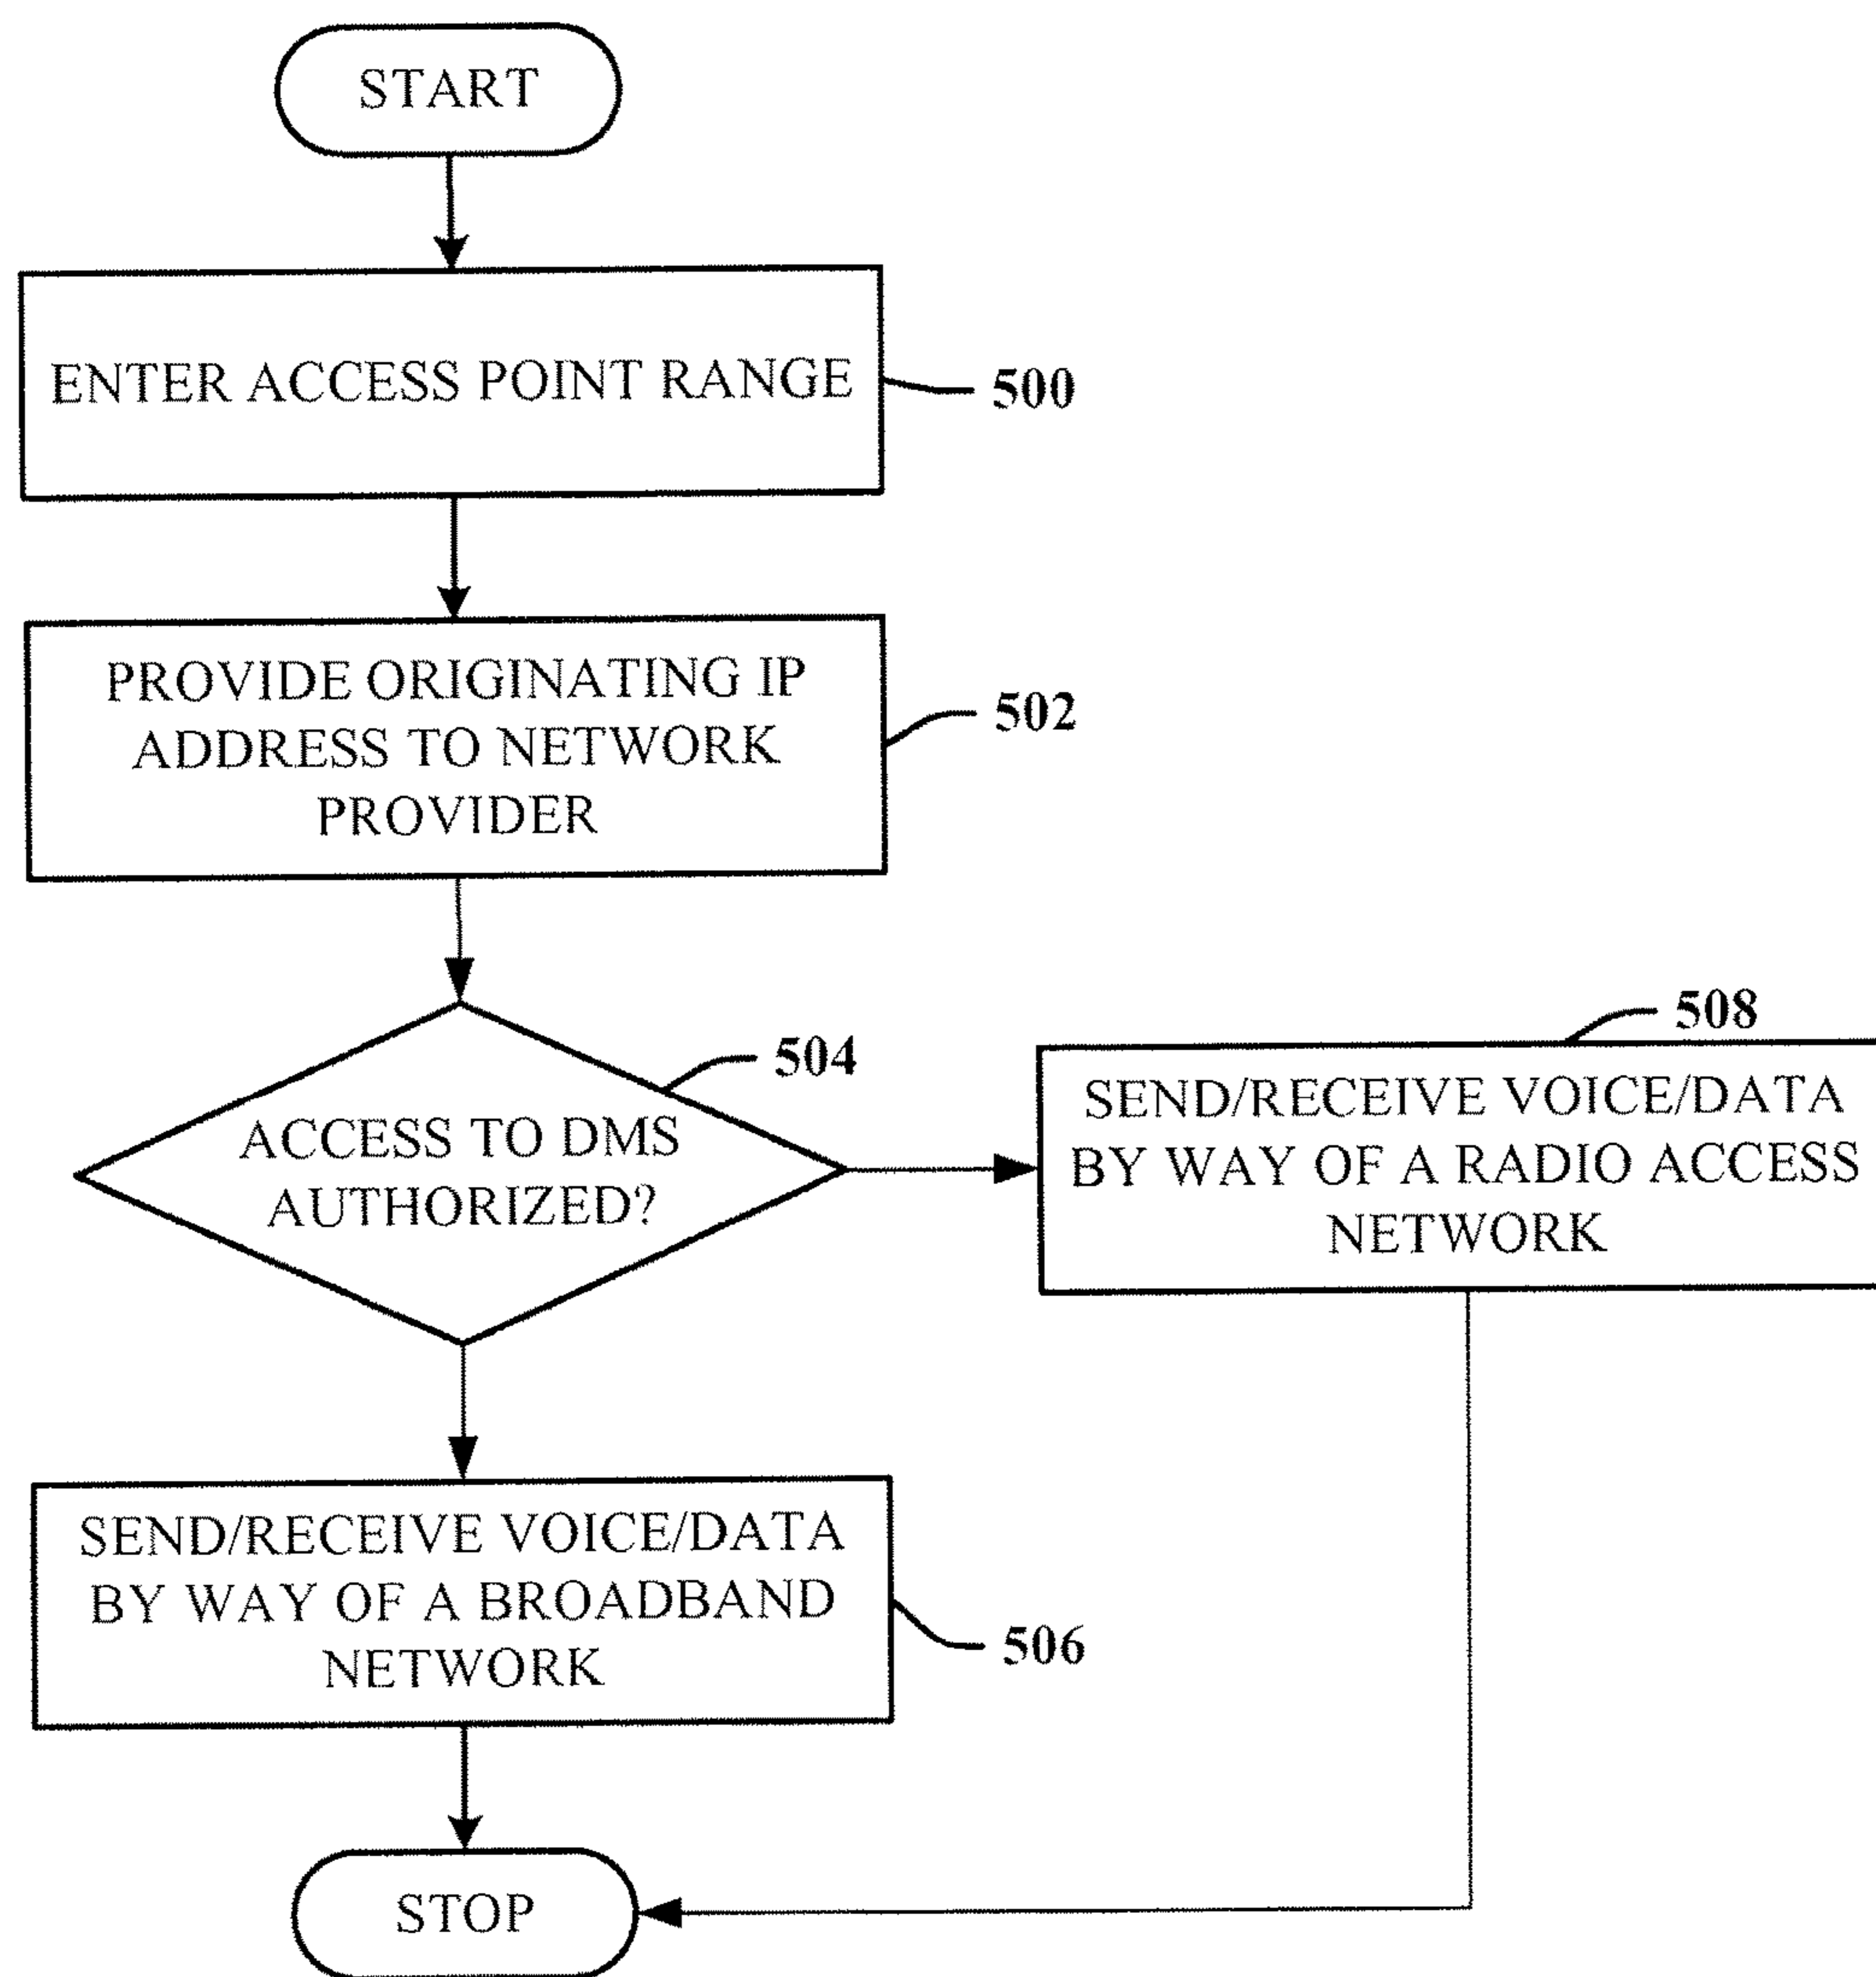 START
ENTER ACCESS POINT RANGE
500
PROVIDE ORIGINATING IP
ADDRESS TO NETWORK
PROVIDER
502
504
ACCESS TO DMS
AUTHORIZED?
508
SEND/RECEIVE VOICE/DATA
BY WAY OF A RADIO ACCESS
NETWORK
SEND/RECEIVE VOICE/DATA
BY WAY OF A BROADBAND
NETWORK
506
STOP